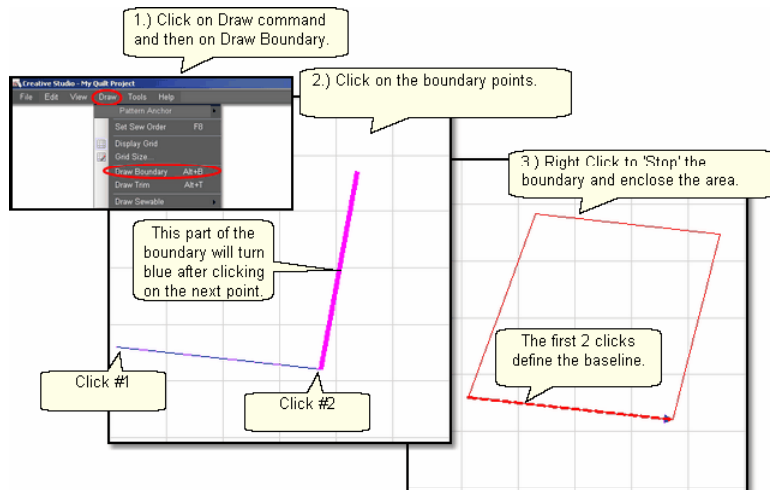 1.) Click on Draw command
and then on Draw Boundary.
Creative Studio - My Quilt Project
File Edit View Draw Tools Help
Pattern Anchor
Set Sew Order F8
Display Grid
Grid Size...
Draw Boundary Alt+B
Draw Trim Alt+T
Draw Sewable
2.) Click on the boundary points.
This part of the
boundary will turn
blue after clicking
on the next point.
Click #1
Click #2
3.) Right Click to 'Stop' the
boundary and enclose the area.
The first 2 clicks
define the baseline.